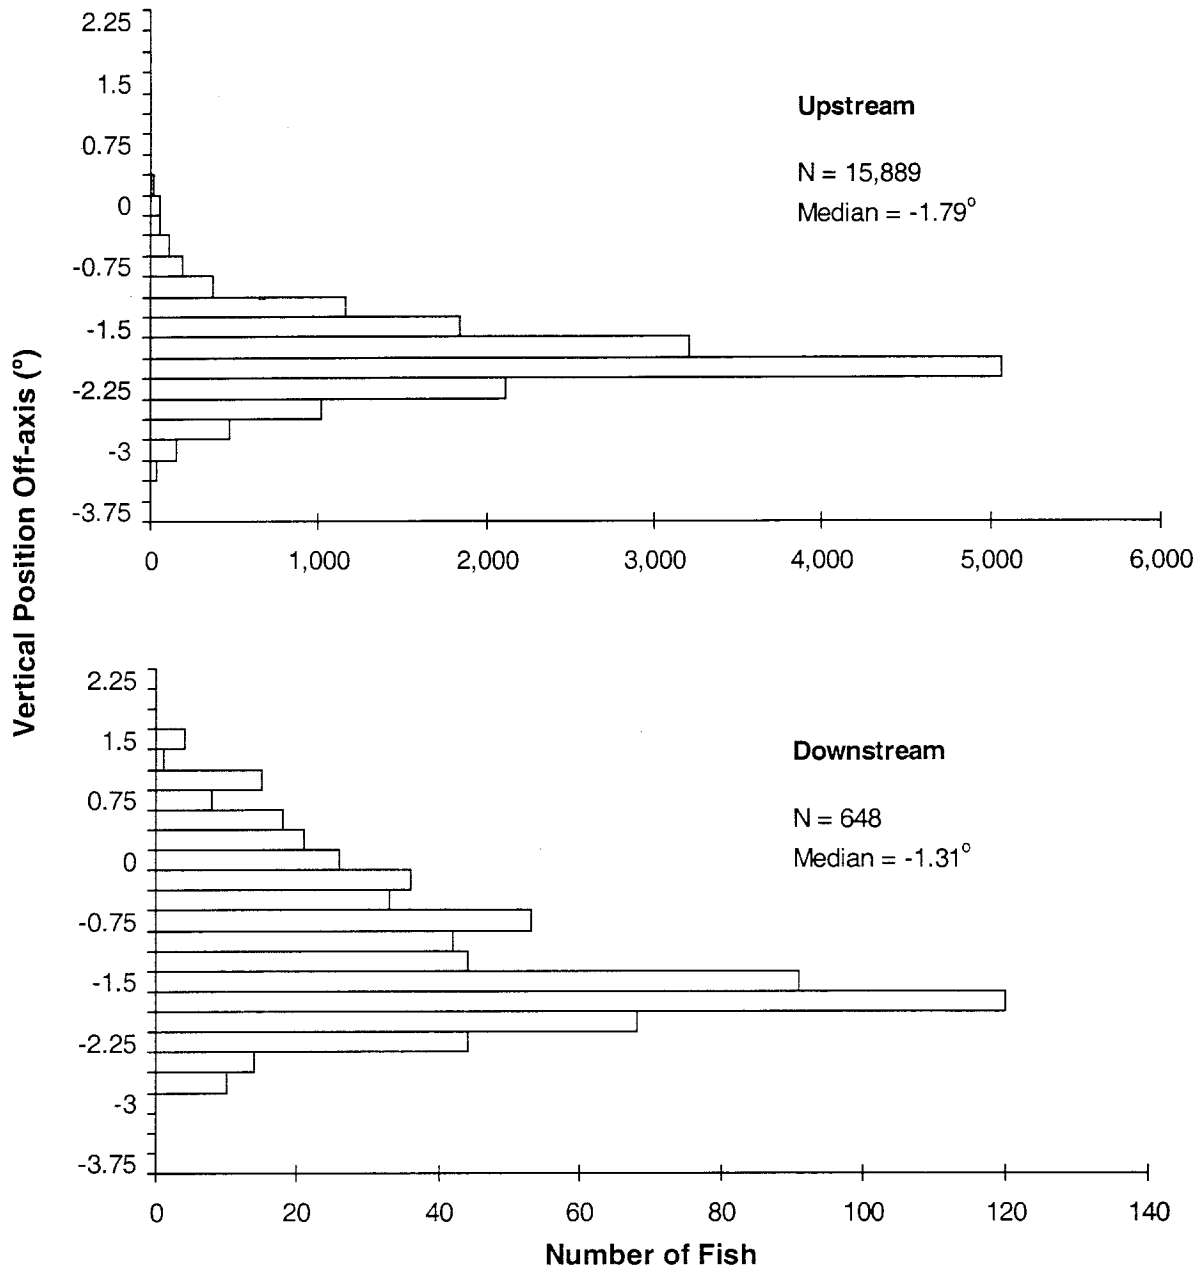 Vertical Position Off-axis (º)
2.25
1.5
0.75
0
-0.75
-1.5
-2.25
-3
-3.75
Upstream
N = 15,889
Median = -1.79º
0 1,000 2,000 3,000 4,000 5,000 6,000
2.25
1.5
0.75
0
-0.75
-1.5
-2.25
-3
-3.75
Downstream
N = 648
Median = -1.31º
0 20 40 60 80 100 120 140
Number of Fish